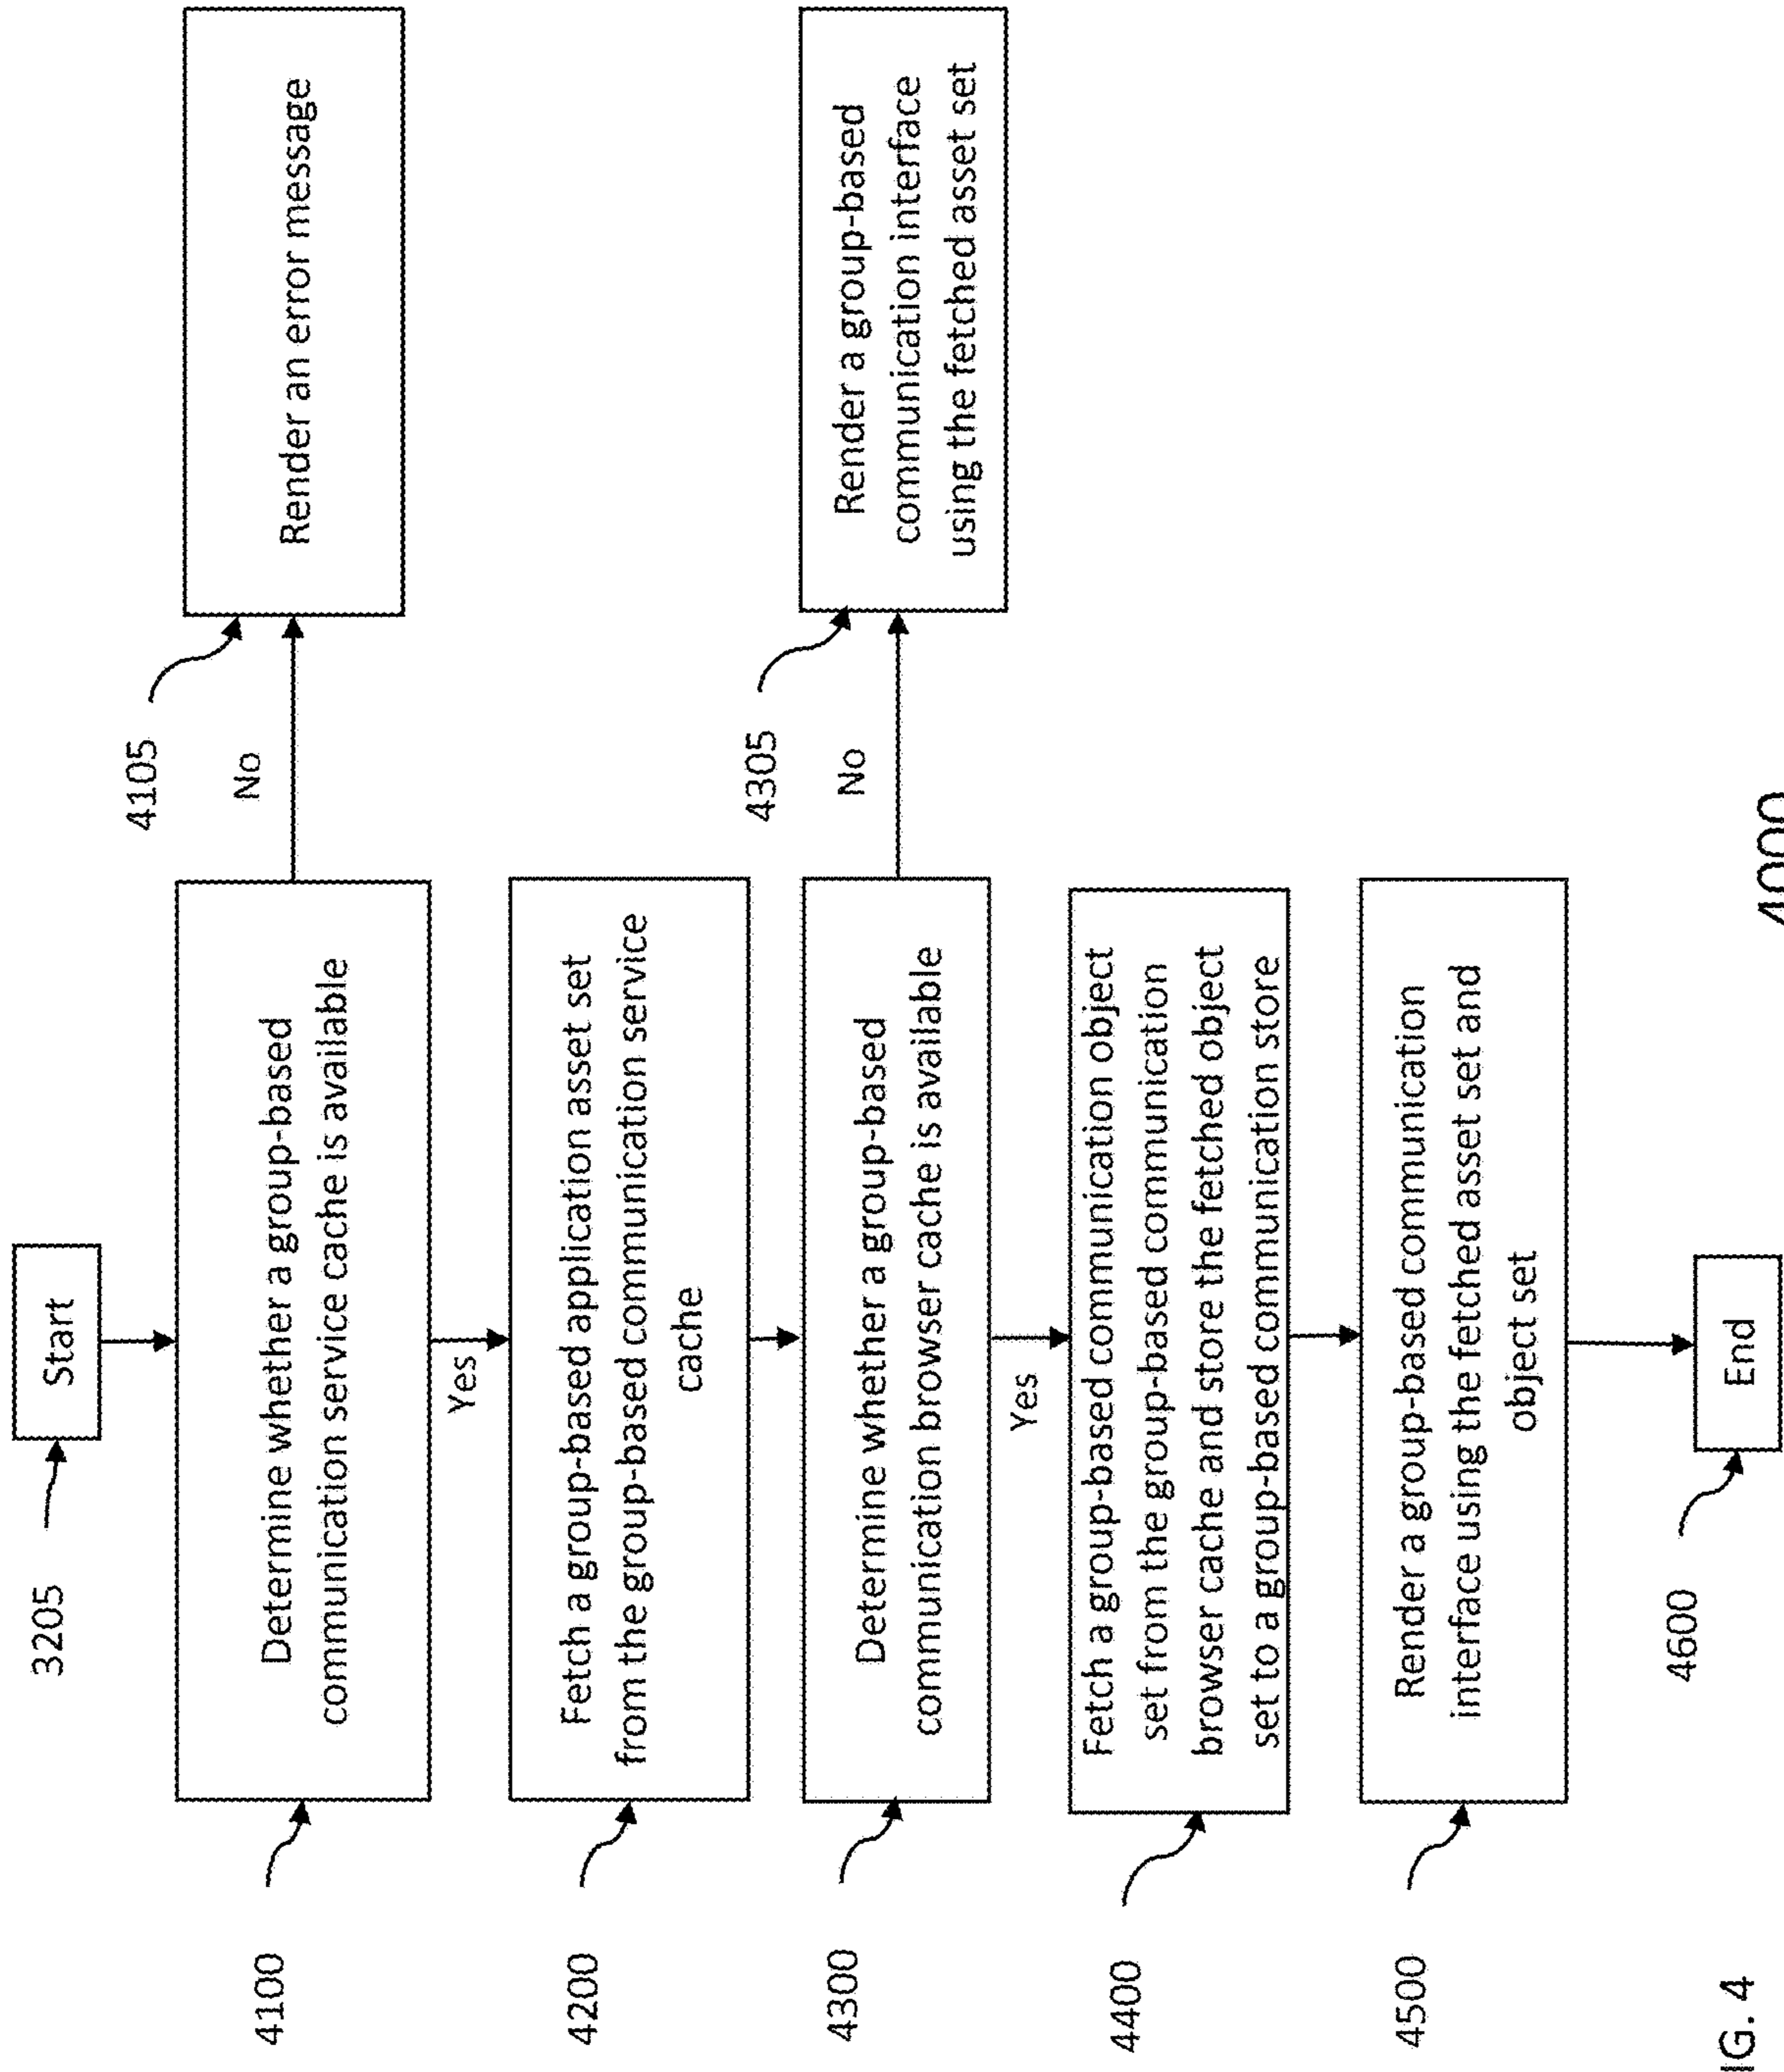 3205
Start
4100
Determine whether a group-based
communication service cache is available
No
4105
Render an error message
Yes
4200
Fetch a group-based application asset set
from the group-based communication service
cache
4300
Determine whether a group-based
communication browser cache is available
No
4305
Render a group-based
communication interface
using the fetched asset set
Yes
4400
Fetch a group-based communication object
set from the group-based communication
browser cache and store the fetched object
set to a group-based communication store
4500
Render a group-based communication
interface using the fetched asset set and
object set
4600
End
IG. 4
4000